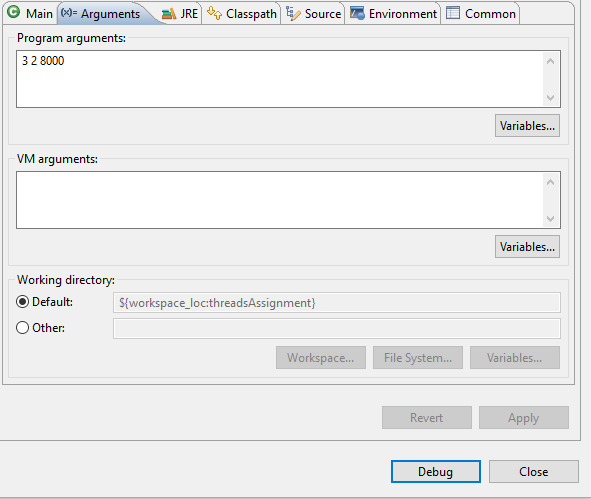 Main (x)= Arguments JRE Classpath Source Environment Common
Program arguments:
3 2 8000
Variables...
VM arguments:
Variables...
Working directory:
Default: ${workspace_loc:threadsAssignment}
Other:
Workspace... File System... Variables...
Revert Apply
Debug Close